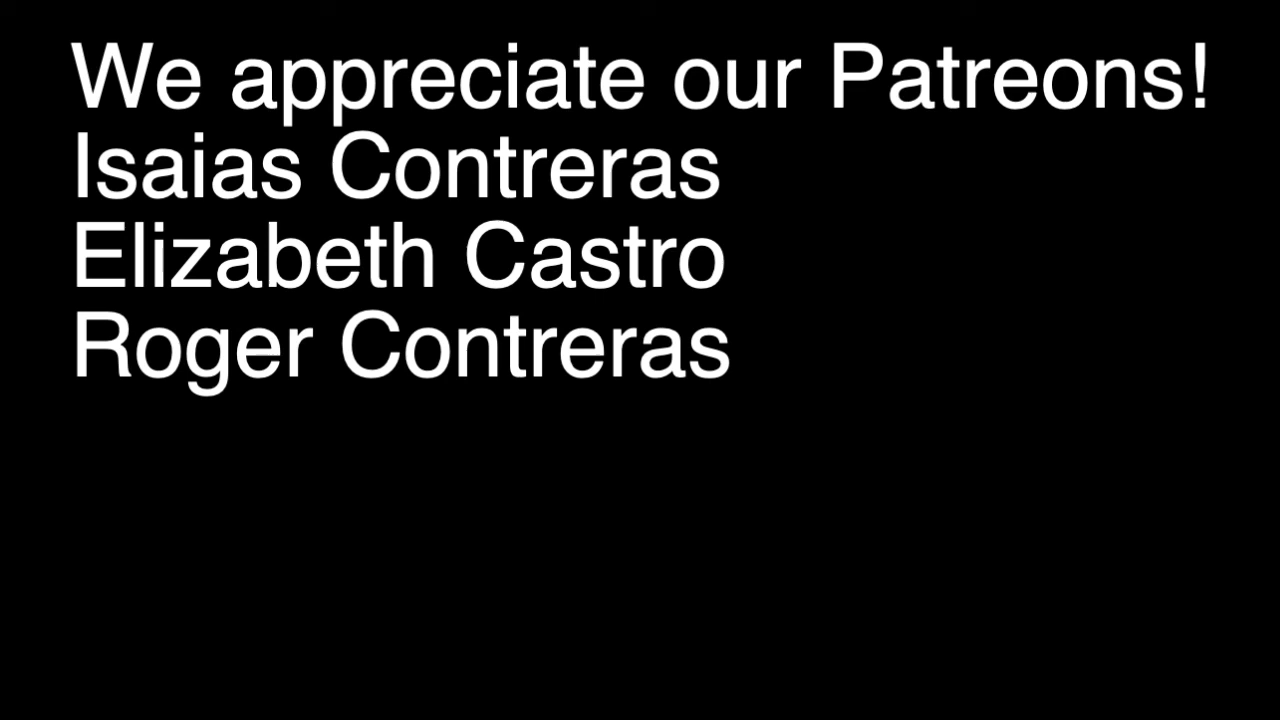 We appreciate our Patreons!
Isaias Contreras
Elizabeth Castro
Roger Contreras